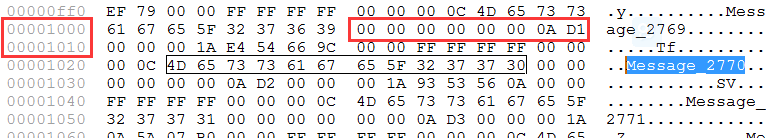 00000ff0 EF 79 00 00 FF FF FF FF 00 00 00 0C 4D 65 73 73 .y..........Mess
00001000 61 67 65 5F 32 37 36 39 00 00 00 00 00 00 0A D1 age_2769........
00001010 00 00 00 1A E4 54 66 9C 00 00 FF FF FF FF 00 00 .....Tf.........
00001020 00 0C 4D 65 73 73 61 67 65 5F 32 37 37 30 00 00 ..Message_2770..
00001030 00 00 00 00 0A D2 00 00 00 1A 93 53 56 0A 00 00 ...........SV...
00001040 FF FF FF FF 00 00 00 0C 4D 65 73 73 61 67 65 5F ........Message_
00001050 32 37 37 31 00 00 00 00 00 00 0A D3 00 00 00 1A 2771............